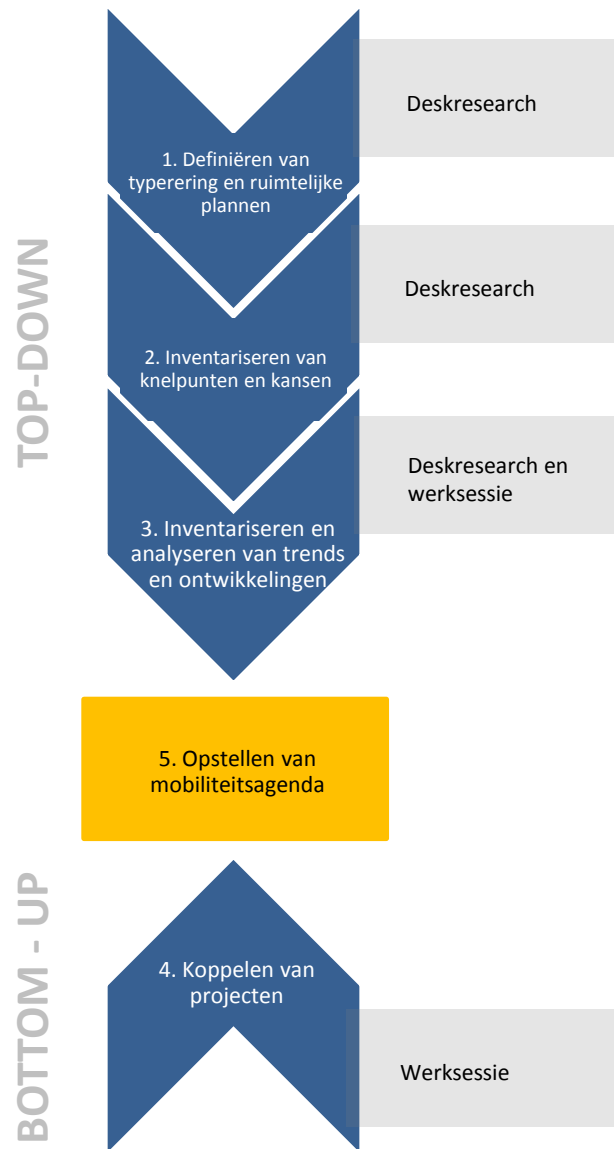 TOP-DOWN
Deskresearch
1. Definiëren van
typerering en ruimtelijke
plannen
Deskresearch
2. Inventariseren van
knelpunten en kansen
Deskresearch en
werksessie
3. Inventariseren en
analyseren van trends
en ontwikkelingen
5. Opstellen van
mobiliteitsagenda
BOTTOM - UP
4. Koppelen van
projecten
Werksessie